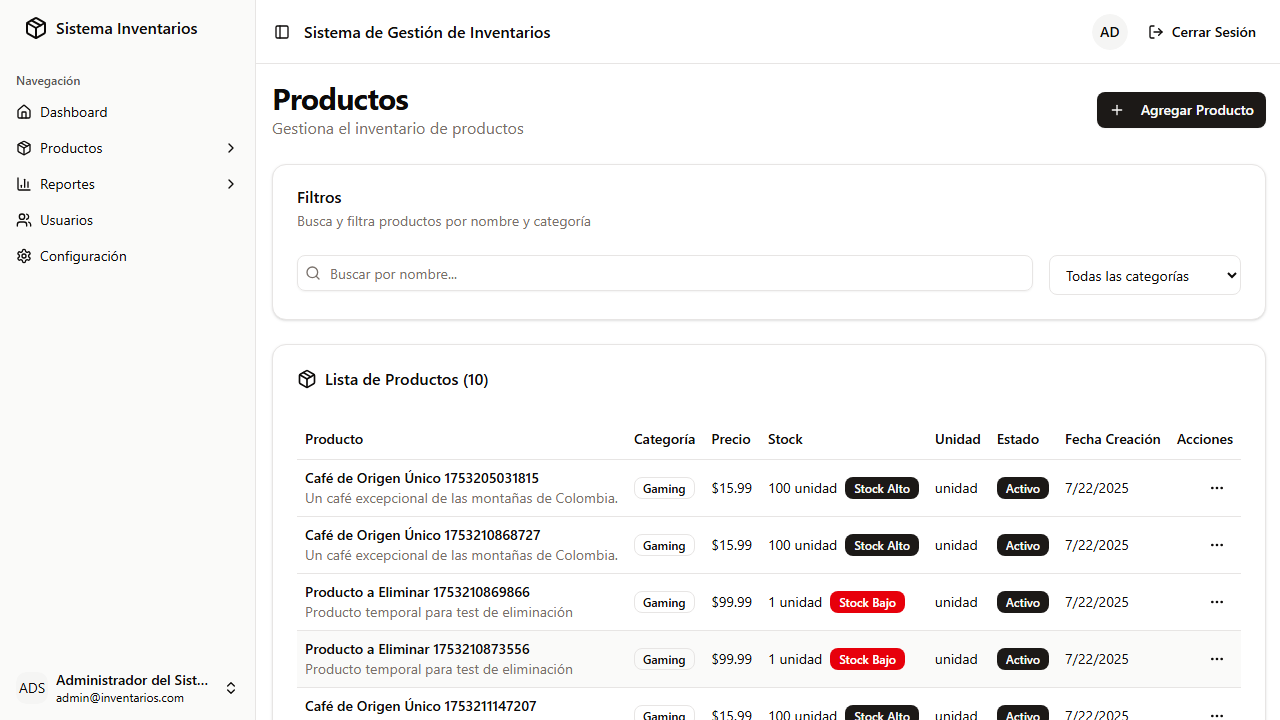 Sistema Inventarios
Navegación
Dashboard
Productos
Reportes
Usuarios
Configuración
ADS
Administrador del Sist...
admin@inventarios.com
Sistema de Gestión de Inventarios
AD
Cerrar Sesión
Productos
Gestiona el inventario de productos
Agregar Producto
Filtros
Busca y filtra productos por nombre y categoría
Buscar por nombre...
Todas las categorías
Lista de Productos (10)
Producto Categoría Precio Stock Unidad Estado Fecha Creación Acciones
Café de Origen Único 1753205031815
Un café excepcional de las montañas de Colombia.
Gaming $15.99 100 unidad Stock Alto unidad Activo 7/22/2025
Café de Origen Único 1753210868727
Un café excepcional de las montañas de Colombia.
Gaming $15.99 100 unidad Stock Alto unidad Activo 7/22/2025
Producto a Eliminar 1753210869866
Producto temporal para test de eliminación
Gaming $99.99 1 unidad Stock Bajo unidad Activo 7/22/2025
Producto a Eliminar 1753210873556
Producto temporal para test de eliminación
Gaming $99.99 1 unidad Stock Bajo unidad Activo 7/22/2025
Café de Origen Único 1753211147207
Gaming $15.99 100 unidad Stock Alto unidad Activo 7/22/2025